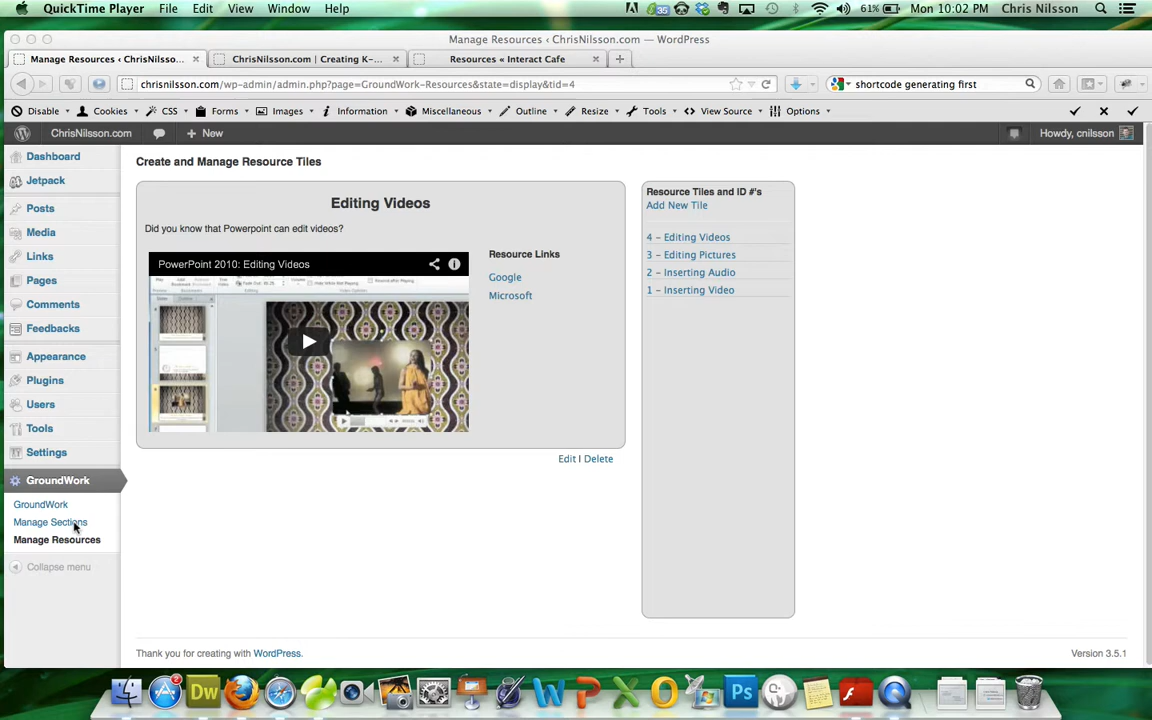 QuickTime Player File Edit View Window Help 35 61% Mon 10:02 PM Chris Nilsson
Manage Resources ‹ ChrisNilsson.com — WordPress
Manage Resources ‹ ChrisNilsso... ChrisNilsson.com | Creating K-... Resources « Interact Cafe
chrisnilsson.com/wp-admin/admin.php?page=GroundWork-Resources&state=display&tid=4 shortcode generating first
Disable Cookies CSS Forms Images Information Miscellaneous Outline Resize Tools View Source Options
ChrisNilsson.com + New Howdy, cnilsson
Dashboard
Jetpack
Posts
Media
Links
Pages
Comments
Feedbacks
Appearance
Plugins
Users
Tools
Settings
GroundWork
GroundWork
Manage Sections
Manage Resources
Collapse menu
Create and Manage Resource Tiles
Editing Videos
Did you know that Powerpoint can edit videos?
PowerPoint 2010: Editing Videos
Resource Links
Google
Microsoft
Edit | Delete
Resource Tiles and ID #'s
Add New Tile
4 – Editing Videos
3 – Editing Pictures
2 – Inserting Audio
1 – Inserting Video
Thank you for creating with WordPress. Version 3.5.1
2 Dw Ps